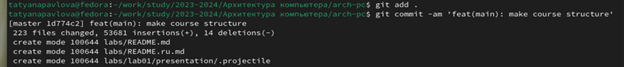 tatyanapavlova@fedora:~/work/study/2023-2024/Архитектура компьютера/arch-pc$ git add .
tatyanapavlova@fedora:~/work/study/2023-2024/Архитектура компьютера/arch-pc$ git commit -am 'feat(main): make course structure'
[master 1d774c2] feat(main): make course structure
 223 files changed, 53681 insertions(+), 14 deletions(-)
 create mode 100644 labs/README.md
 create mode 100644 labs/README.ru.md
 create mode 100644 labs/lab01/presentation/.projectile